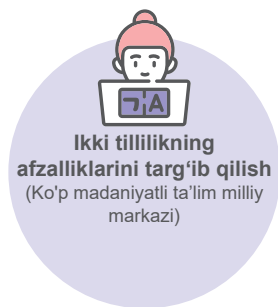 ㄱA
Ikki tillilikning
afzalliklarini targ‘ib qilish
(Ko'p madaniyatli ta’lim milliy
markazi)